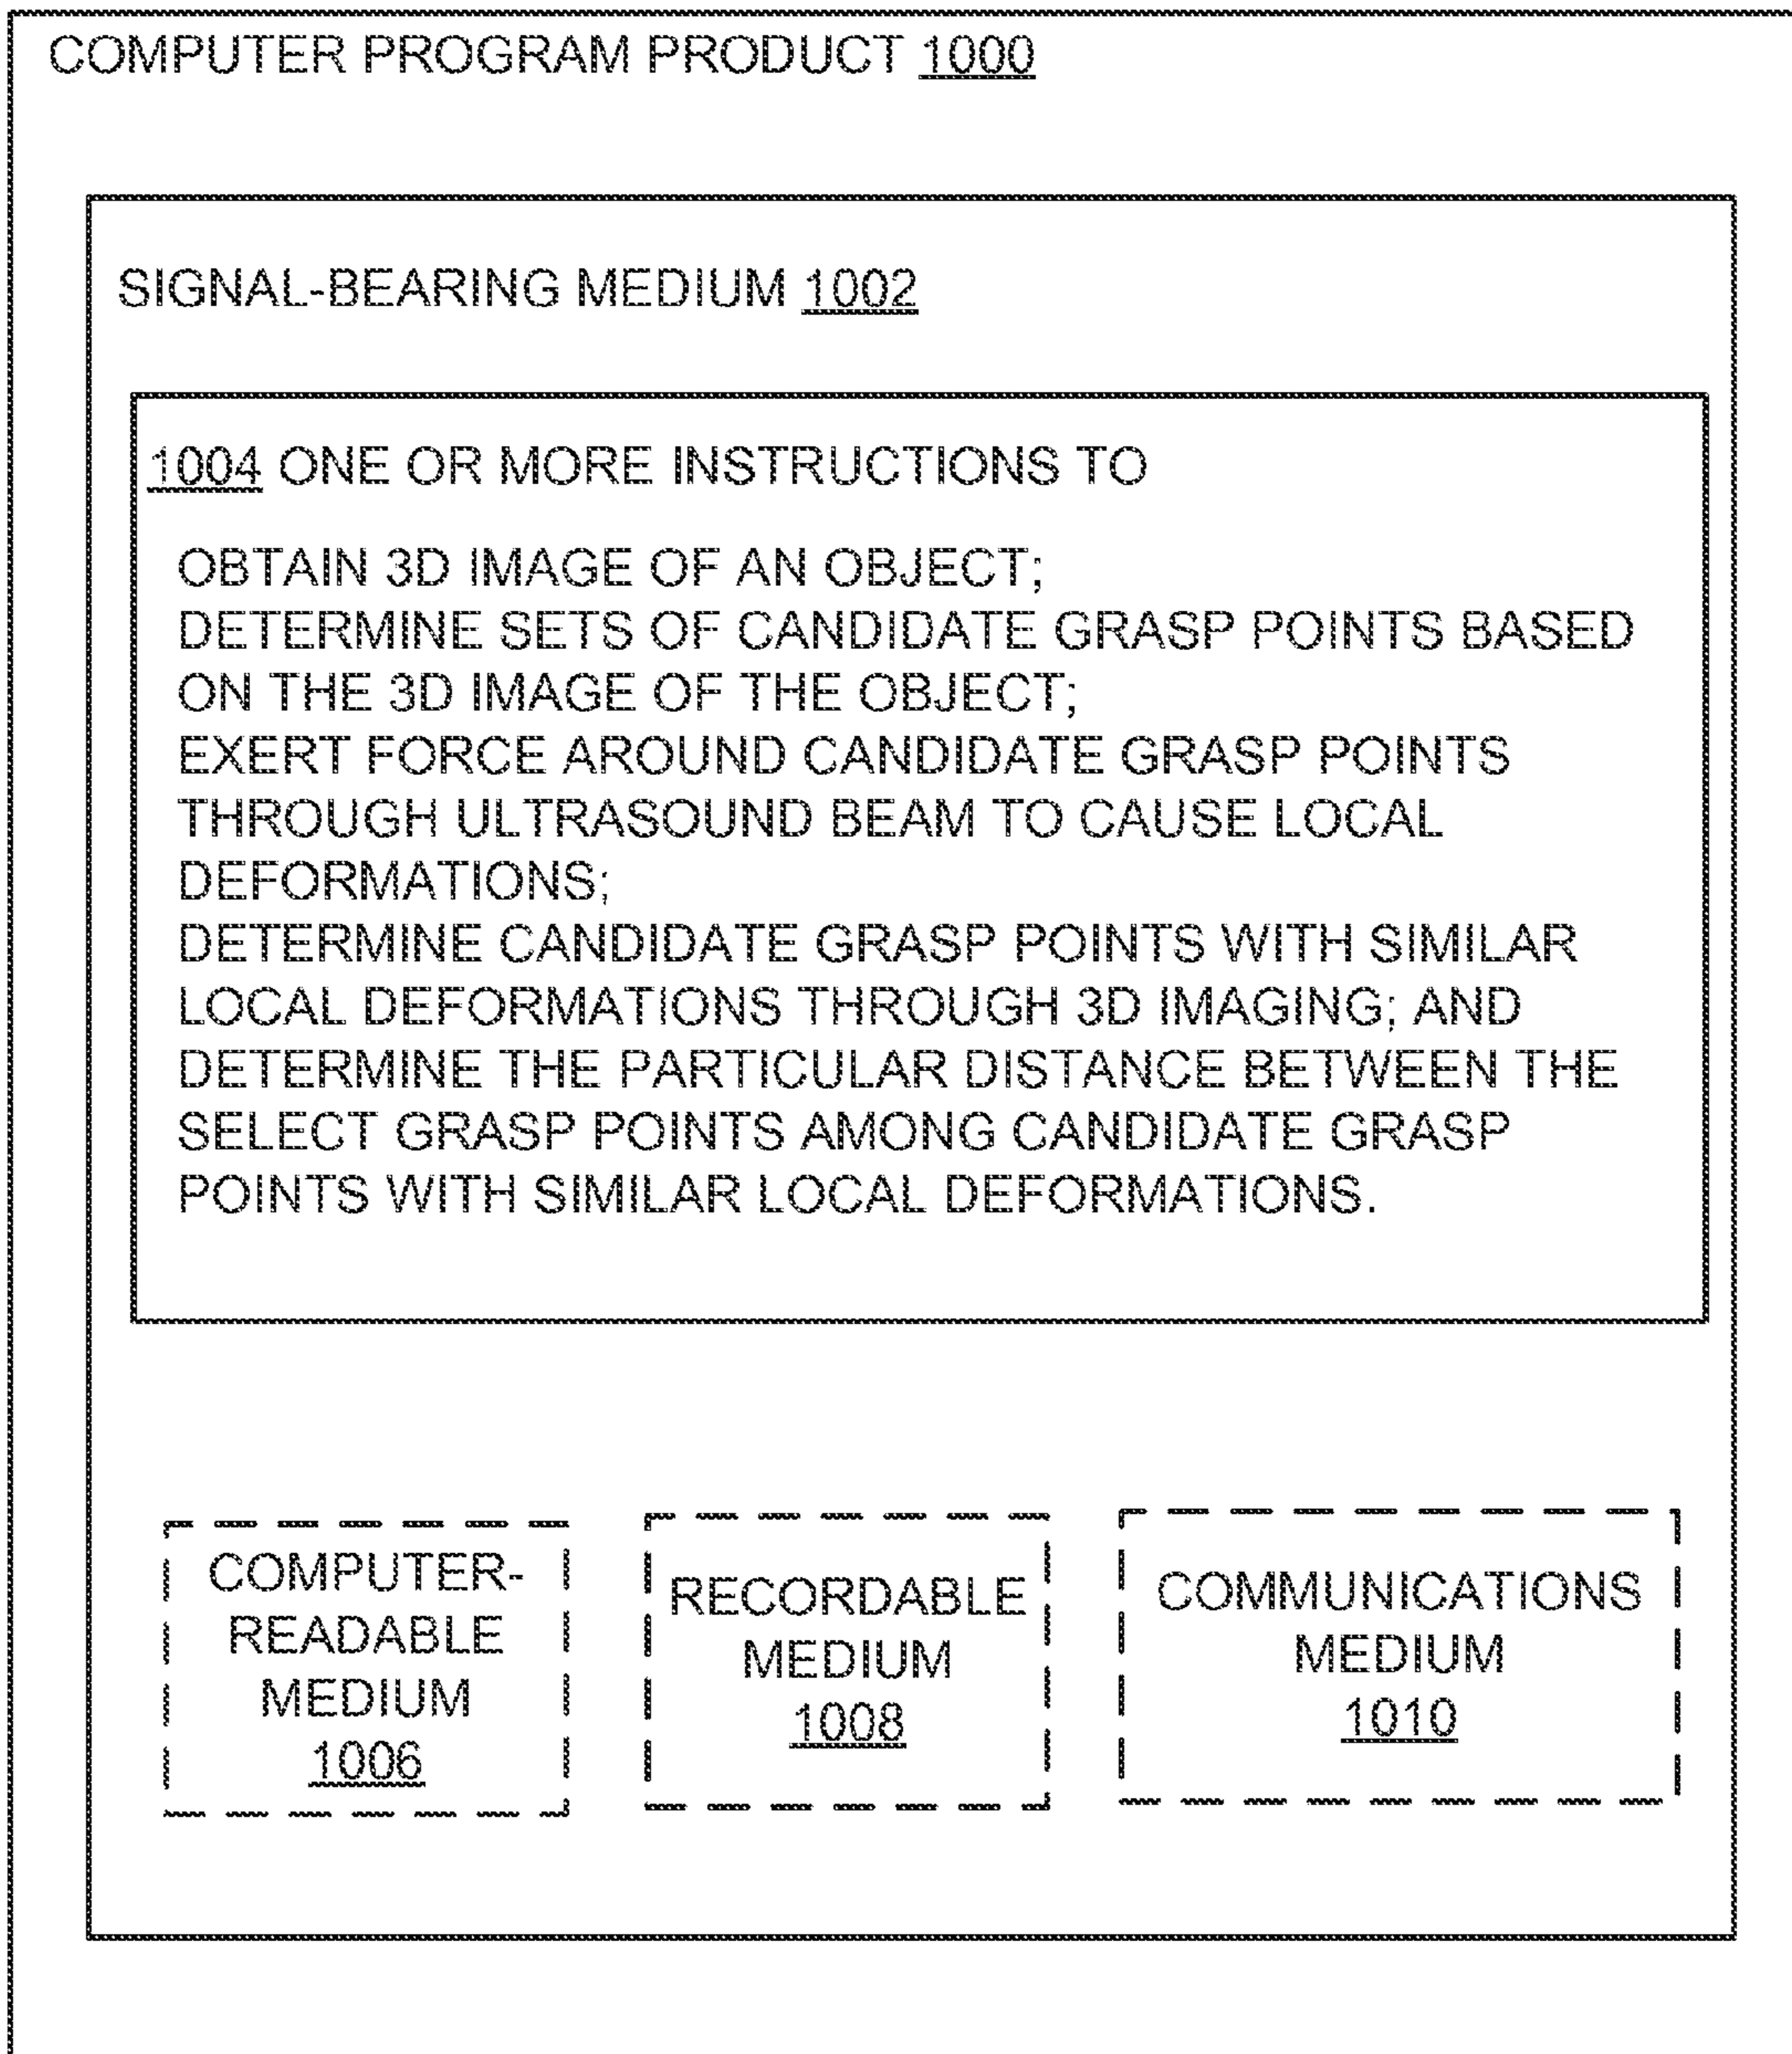 COMPUTER PROGRAM PRODUCT 1000
SIGNAL-BEARING MEDIUM 1002
1004 ONE OR MORE INSTRUCTIONS TO
OBTAIN 3D IMAGE OF AN OBJECT;
DETERMINE SETS OF CANDIDATE GRASP POINTS BASED
ON THE 3D IMAGE OF THE OBJECT;
EXERT FORCE AROUND CANDIDATE GRASP POINTS
THROUGH ULTRASOUND BEAM TO CAUSE LOCAL
DEFORMATIONS;
DETERMINE CANDIDATE GRASP POINTS WITH SIMILAR
LOCAL DEFORMATIONS THROUGH 3D IMAGING; AND
DETERMINE THE PARTICULAR DISTANCE BETWEEN THE
SELECT GRASP POINTS AMONG CANDIDATE GRASP
POINTS WITH SIMILAR LOCAL DEFORMATIONS.
COMPUTER-
READABLE
MEDIUM
1006
RECORDABLE
MEDIUM
1008
COMMUNICATIONS
MEDIUM
1010